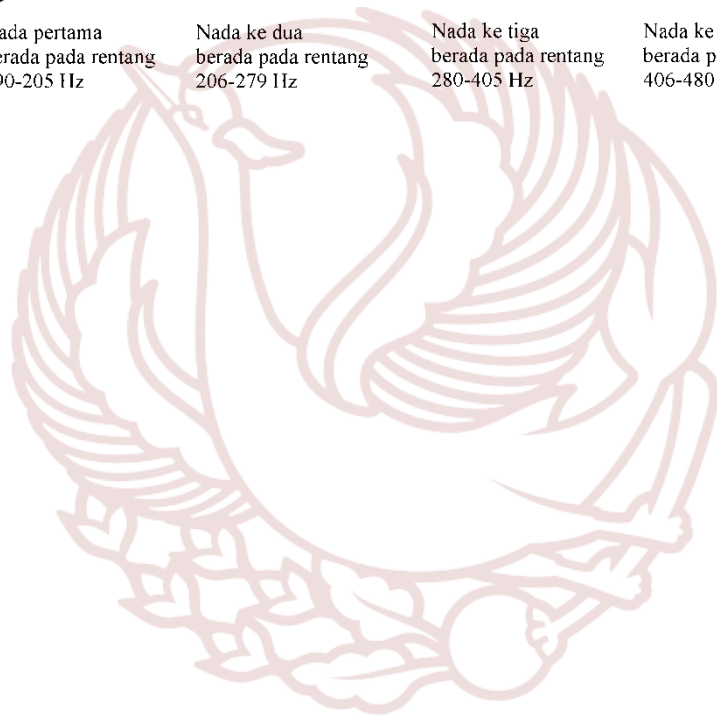 ada pertama
erada pada rentang
90-205 Hz
Nada ke dua
berada pada rentang
206-279 Hz
Nada ke tiga
berada pada rentang
280-405 Hz
Nada ke
berada p
406-480